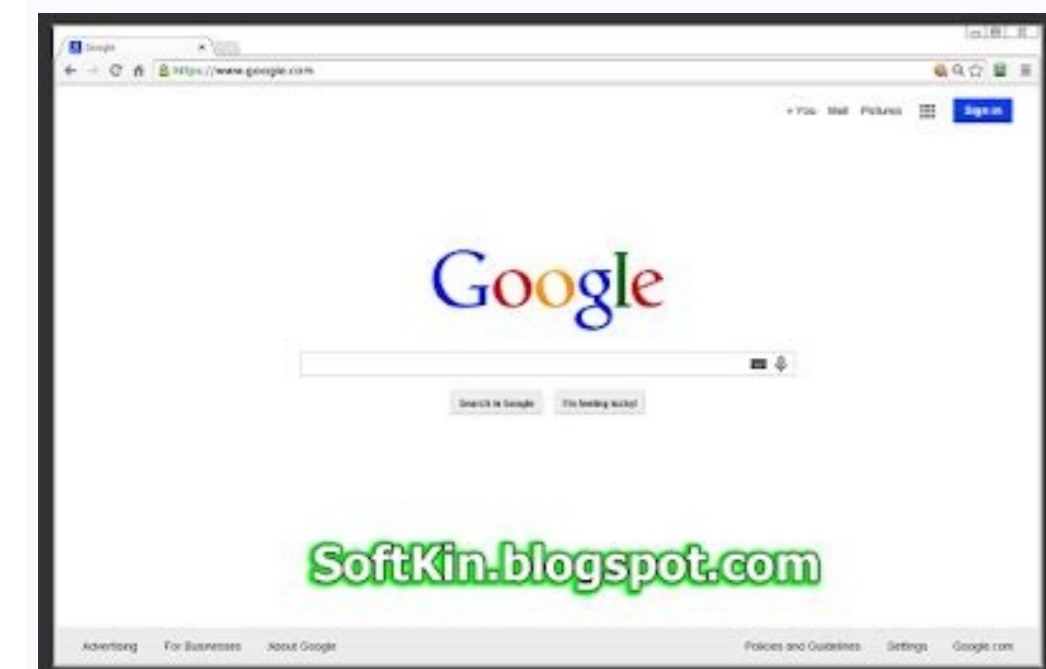 Google
https://www.google.com
+You Mail Pictures Sign in
Google
Search in Google I'm feeling lucky!
SoftKin.blogspot.com
Advertising For Businesses About Google Policies and Guidelines Settings Google.com